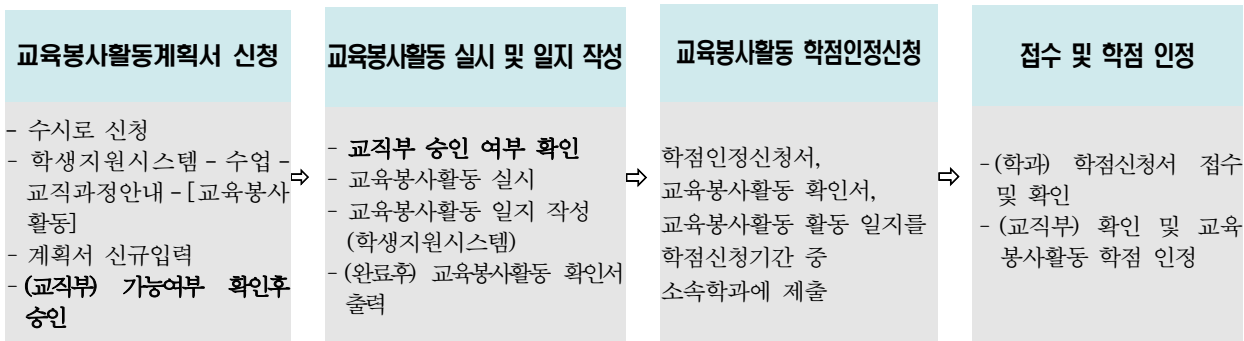 교육봉사활동계획서 신청
- 수시로 신청
- 학생지원시스템 - 수업 -
교직과정안내 - [교육봉사
활동]
- 계획서 신규입력
- (교직부) 가능여부 확인후
승인
⇨
교육봉사활동 실시 및 일지 작성
- 교직부 승인 여부 확인
- 교육봉사활동 실시
- 교육봉사활동 일지 작성
(학생지원시스템)
- (완료후) 교육봉사활동 확인서
출력
⇨
교육봉사활동 학점인정신청
학점인정신청서,
교육봉사활동 확인서,
교육봉사활동 활동 일지를
학점신청기간 중
소속학과에 제출
⇨
접수 및 학점 인정
- (학과) 학점신청서 접수
및 확인
- (교직부) 확인 및 교육
봉사활동 학점 인정